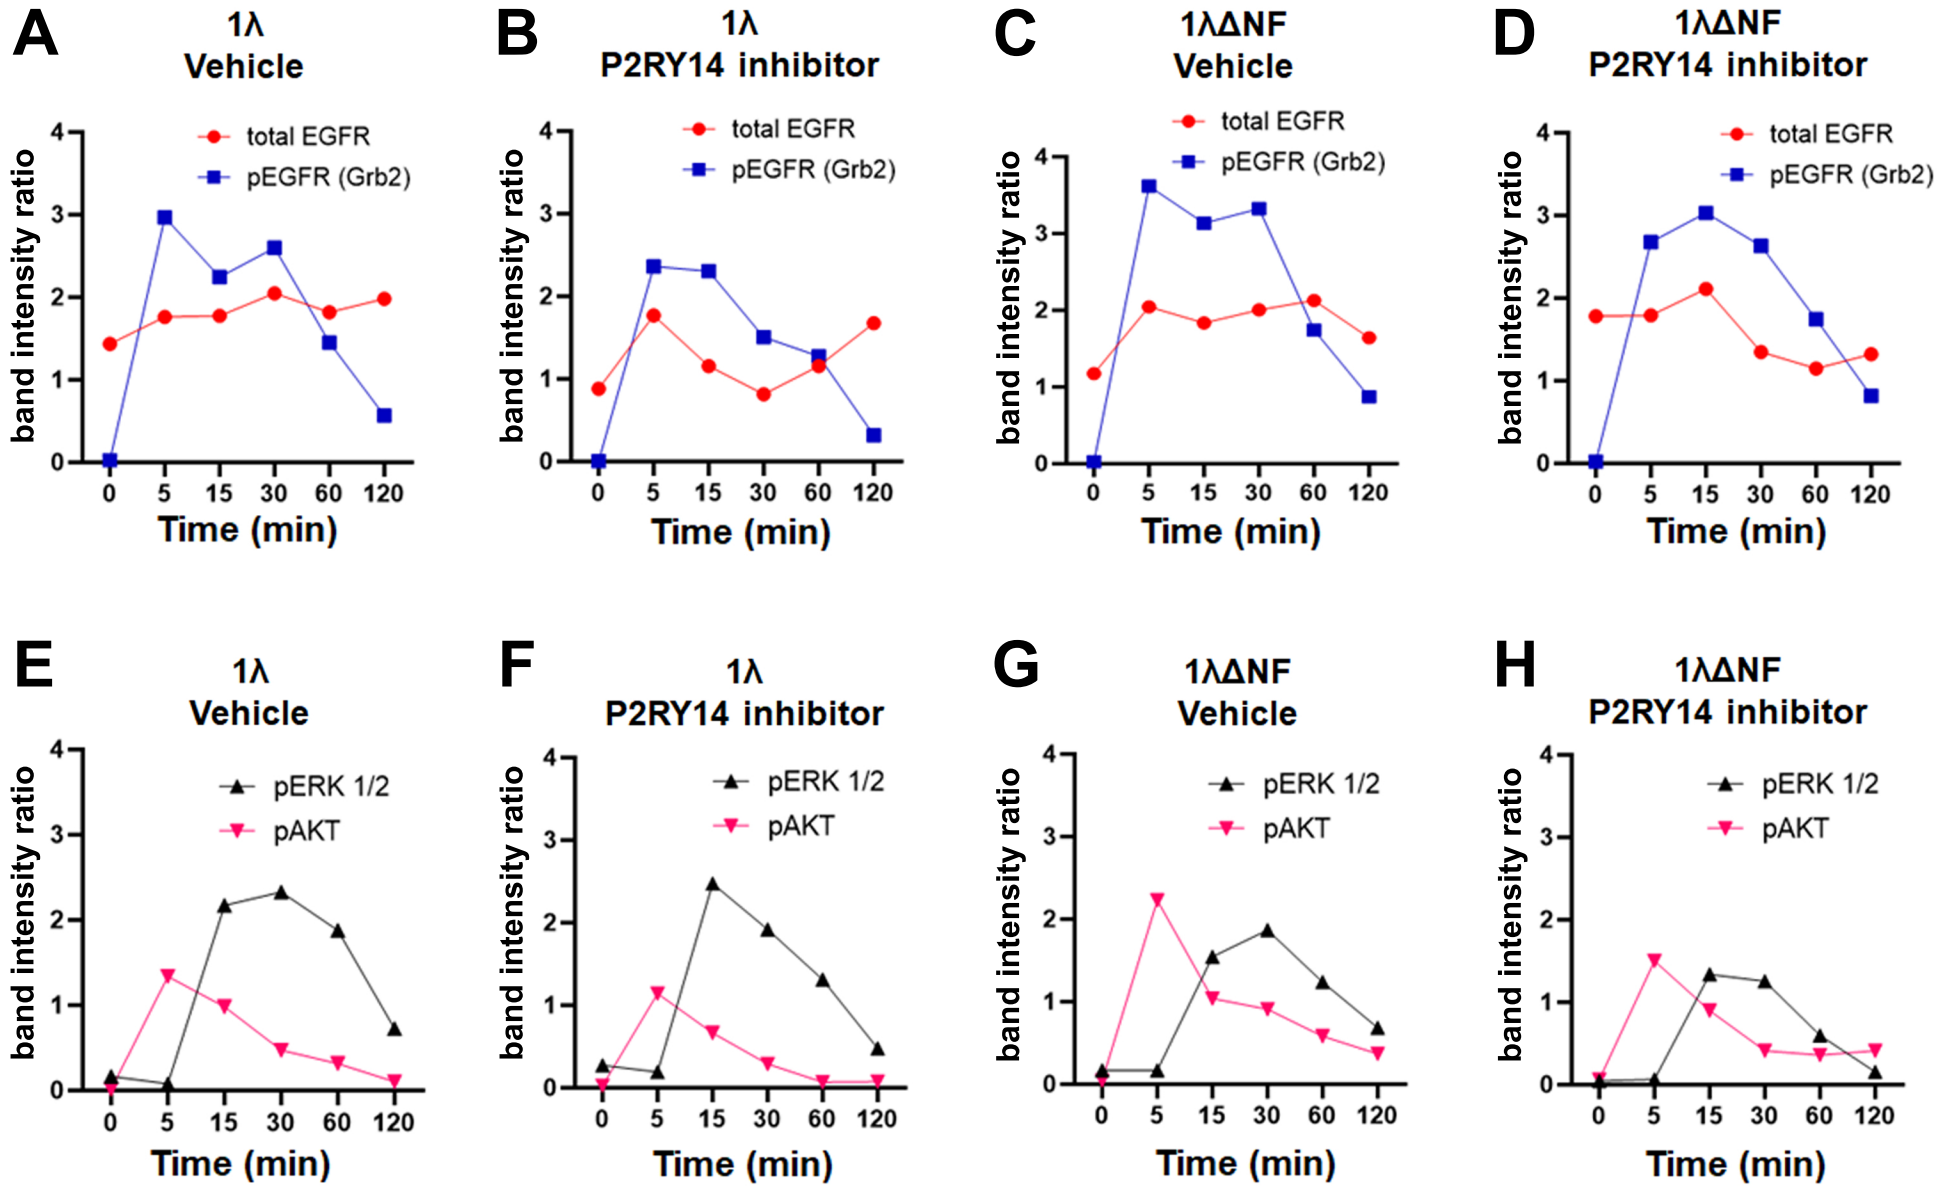 A
1λ
Vehicle
band intensity ratio
4
3
2
1
0
total EGFR
pEGFR (Grb2)
0 5 15 30 60 120
Time (min)
B
1λ
P2RY14 inhibitor
band intensity ratio
4
3
2
1
0
total EGFR
pEGFR (Grb2)
0 5 15 30 60 120
Time (min)
C
1λΔNF
Vehicle
band intensity ratio
4
3
2
1
0
total EGFR
pEGFR (Grb2)
0 5 15 30 60 120
Time (min)
D
1λΔNF
P2RY14 inhibitor
band intensity ratio
4
3
2
1
0
total EGFR
pEGFR (Grb2)
0 5 15 30 60 120
Time (min)
E
1λ
Vehicle
band intensity ratio
4
3
2
1
0
pERK 1/2
pAKT
0 5 15 30 60 120
Time (min)
F
1λ
P2RY14 inhibitor
band intensity ratio
4
3
2
1
0
pERK 1/2
pAKT
0 5 15 30 60 120
Time (min)
G
1λΔNF
Vehicle
band intensity ratio
4
3
2
1
0
pERK 1/2
pAKT
0 5 15 30 60 120
Time (min)
H
1λΔNF
P2RY14 inhibitor
band intensity ratio
4
3
2
1
0
pERK 1/2
pAKT
0 5 15 30 60 120
Time (min)